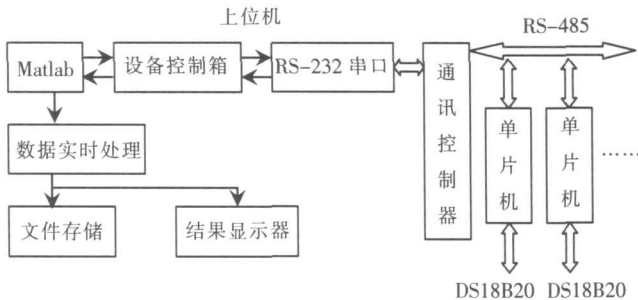 上位机
RS-485
Matlab
设备控制箱
RS-232 串口
通讯控制器
单片机
单片机
……
数据实时处理
文件存储
结果显示器
DS18B20
DS18B20